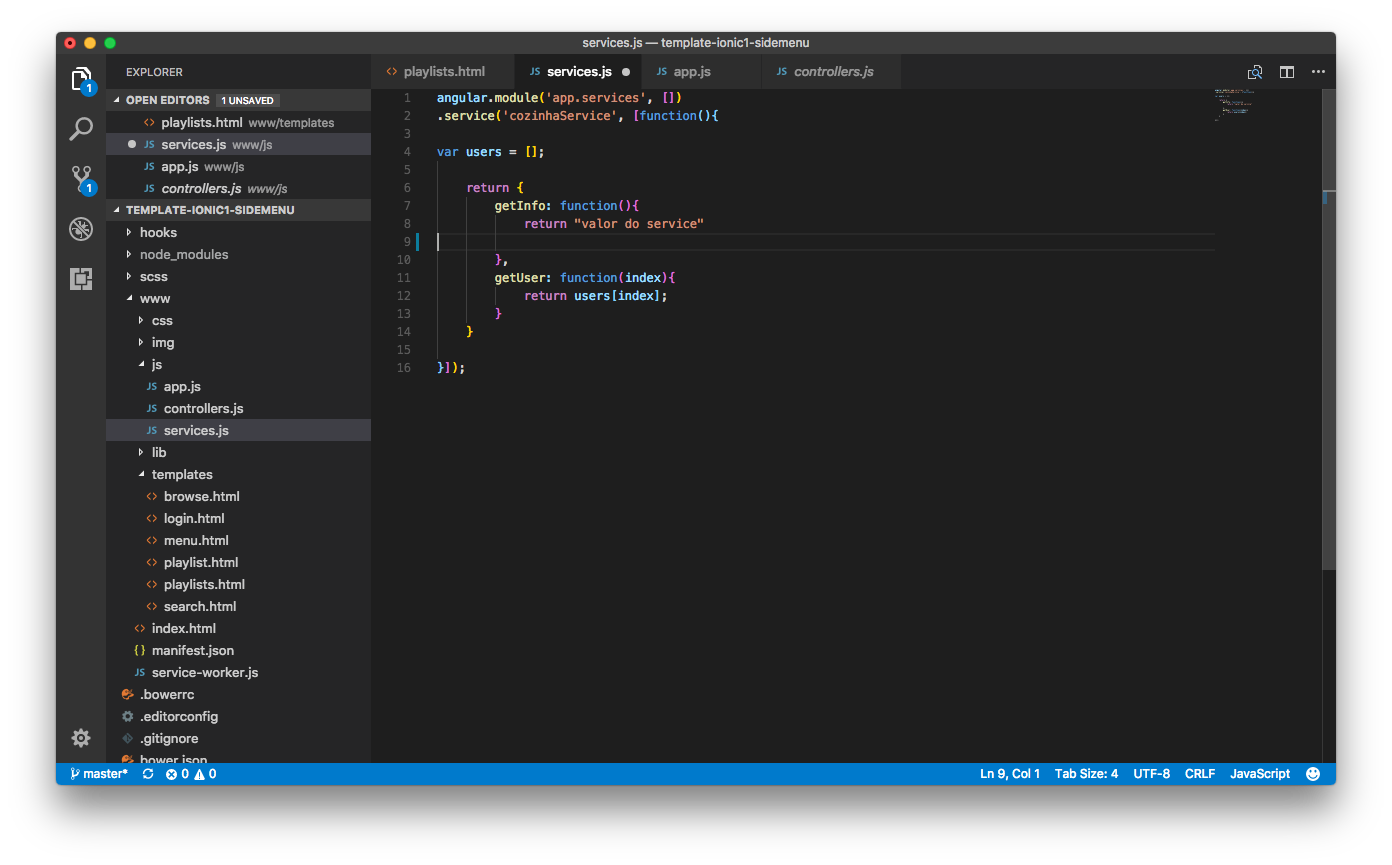 services.js — template-ionic1-sidemenu
EXPLORER
OPEN EDITORS 1 UNSAVED
playlists.html www/templates
services.js www/js
app.js www/js
controllers.js www/js
TEMPLATE-IONIC1-SIDEMENU
hooks
node_modules
scss
www
css
img
js
app.js
controllers.js
services.js
lib
templates
browse.html
login.html
menu.html
playlist.html
playlists.html
search.html
index.html
manifest.json
service-worker.js
.bowerrc
.editorconfig
.gitignore
bower.json
1
1
playlists.html JS services.js JS app.js JS controllers.js
1 angular.module('app.services', [])
2 .service('cozinhaService', [function(){
3
4 var users = [];
5
6 return {
7 getInfo: function(){
8 return "valor do service"
9
10 },
11 getUser: function(index){
12 return users[index];
13 }
14 }
15
16 }]);
master* 0 0 Ln 9, Col 1 Tab Size: 4 UTF-8 CRLF JavaScript